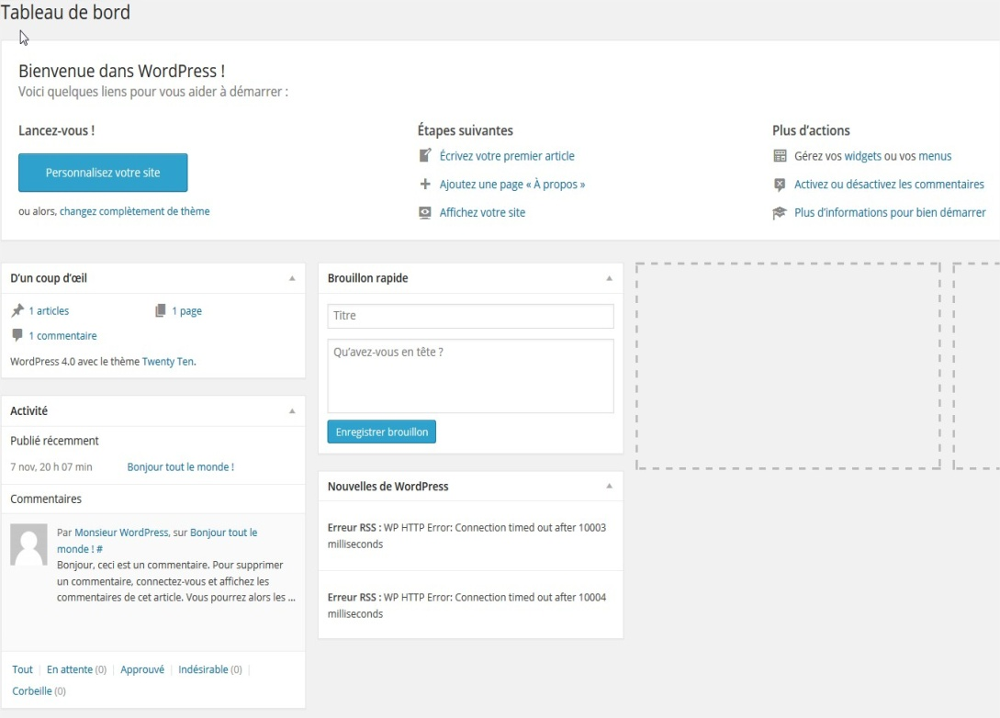 Tableau de bord
Bienvenue dans WordPress !
Voici quelques liens pour vous aider à démarrer :
Lancez-vous !
Personnalisez votre site
ou alors, changez complètement de thème
Étapes suivantes
Écrivez votre premier article
Ajoutez une page « À propos »
Affichez votre site
Plus d'actions
Gérez vos widgets ou vos menus
Activez ou désactivez les commentaires
Plus d'informations pour bien démarrer
D'un coup d'œil
1 articles
1 page
1 commentaire
WordPress 4.0 avec le thème Twenty Ten.
Activité
Publié récemment
7 nov, 20 h 07 min Bonjour tout le monde !
Commentaires
Par Monsieur WordPress, sur Bonjour tout le
monde ! #
Bonjour, ceci est un commentaire. Pour supprimer
un commentaire, connectez-vous et affichez les
commentaires de cet article. Vous pourrez alors les ...
Tout | En attente (0) | Approuvé | Indésirable (0) |
Corbeille (0)
Brouillon rapide
Titre
Qu'avez-vous en tête ?
Enregistrer brouillon
Nouvelles de WordPress
Erreur RSS : WP HTTP Error: Connection timed out after 10003
milliseconds
Erreur RSS : WP HTTP Error: Connection timed out after 10004
milliseconds